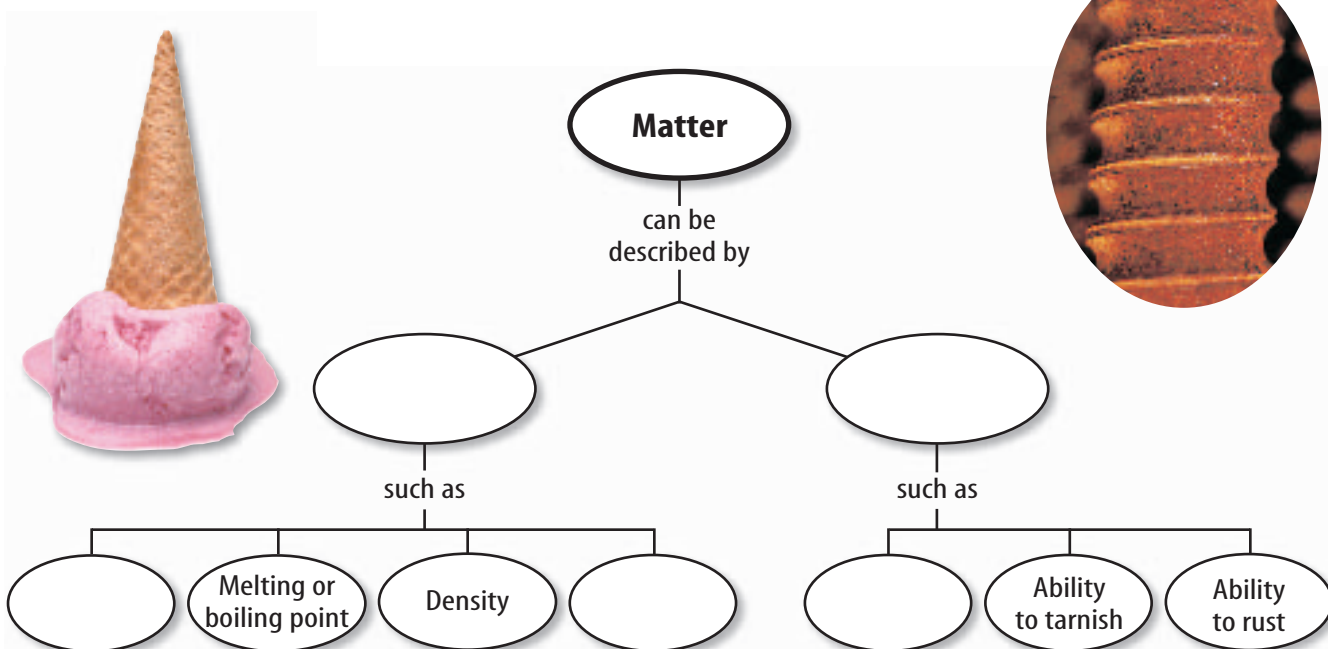 Matter
can be
described by
such as
such as
Melting or
boiling point
Density
Ability
to tarnish
Ability
to rust